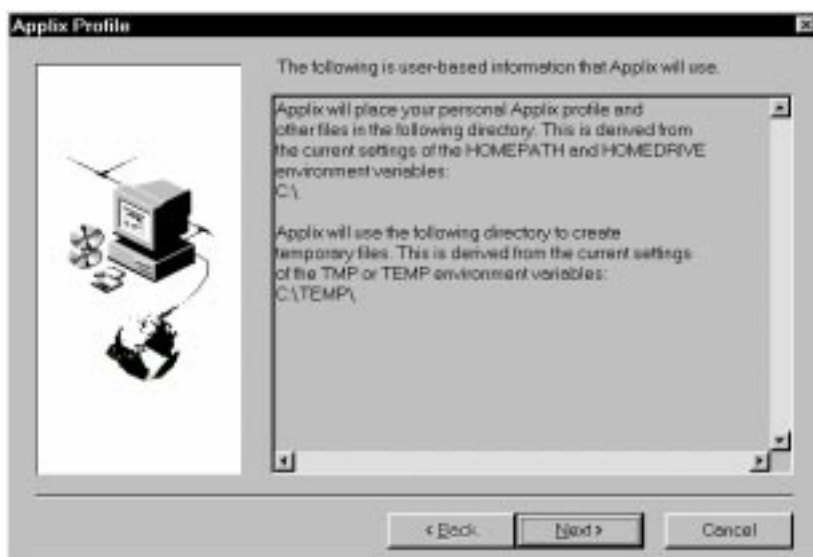 Applix Profile
The following is user-based information that Applix will use.
Applix will place your personal Applix profile and
other files in the following directory. This is derived from
the current settings of the HOMEPATH and HOMEDRIVE
environment variables:
C:\.
Applix will use the following directory to create
temporary files. This is derived from the current settings
of the TMP or TEMP environment variables:
C:\TEMP\.
< Back
Next >
Cancel